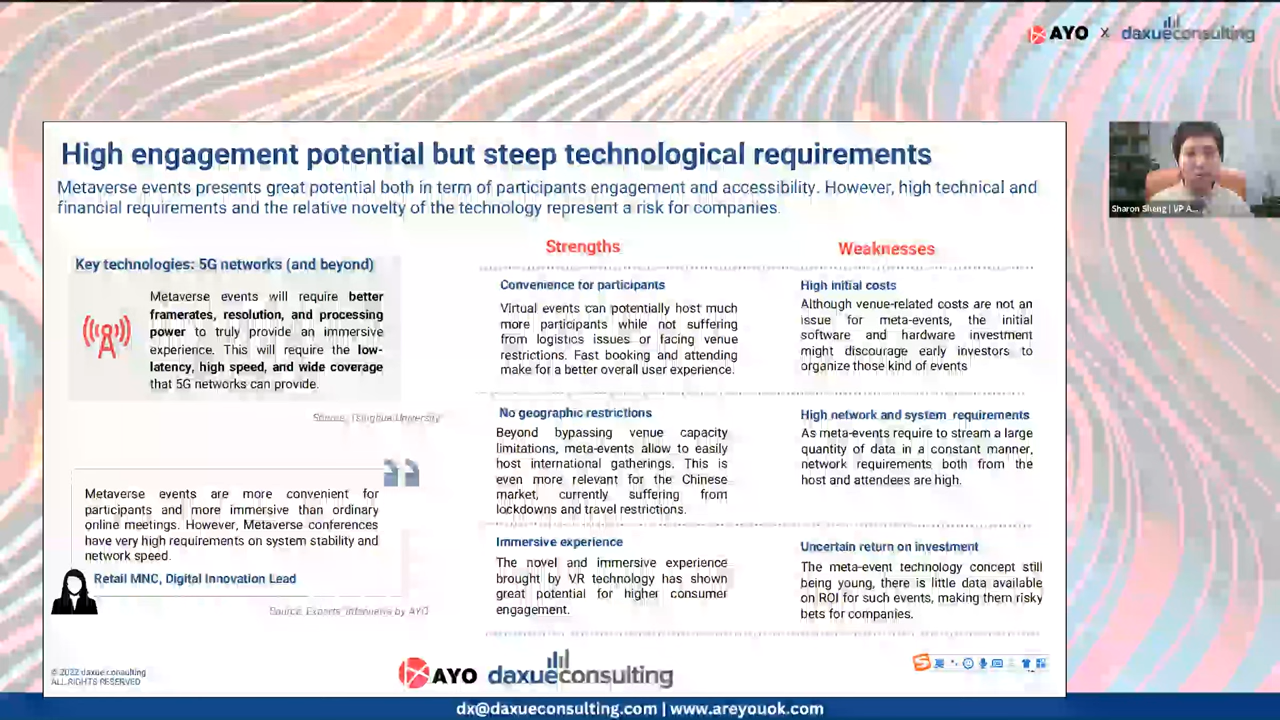 AYO x daxueconsulting
High engagement potential but steep technological requirements
Metaverse events presents great potential both in term of participants engagement and accessibility. However, high technical and
financial requirements and the relative novelty of the technology represent a risk for companies.
Sharon Sheng | VP A...
Key technologies: 5G networks (and beyond)
Metaverse events will require better
framerates, resolution, and processing
power to truly provide an immersive
experience. This will require the low-
latency, high speed, and wide coverage
that 5G networks can provide.
Source, Tsinghua University
Metaverse events are more convenient for
participants and more immersive than ordinary
online meetings. However, Metaverse conferences
have very high requirements on system stability and
network speed.
Retail MNC, Digital Innovation Lead
Source: Experts' interviews by AYO
Strengths
Convenience for participants
Virtual events can potentially host much
more participants while not suffering
from logistics issues or facing venue
restrictions. Fast booking and attending
make for a better overall user experience.
No geographic restrictions
Beyond bypassing venue capacity
limitations, meta-events allow to easily
host international gatherings. This is
even more relevant for the Chinese
market, currently suffering from
lockdowns and travel restrictions.
Immersive experience
The novel and immersive experience
brought by VR technology has shown
great potential for higher consumer
engagement.
Weaknesses
High initial costs
Although venue-related costs are not an
issue for meta-events, the initial
software and hardware investment
might discourage early investors to
organize those kind of events
High network and system requirements
As meta-events require to stream a large
quantity of data in a constant manner,
network requirements both from the
host and attendees are high.
Uncertain return on investment
The meta-event technology concept still
being young, there is little data available
on ROI for such events, making them risky
bets for companies.
© 2022 daxue consulting
ALL RIGHTS RESERVED
AYO daxueconsulting
英
dx@daxueconsulting.com | www.areyouok.com